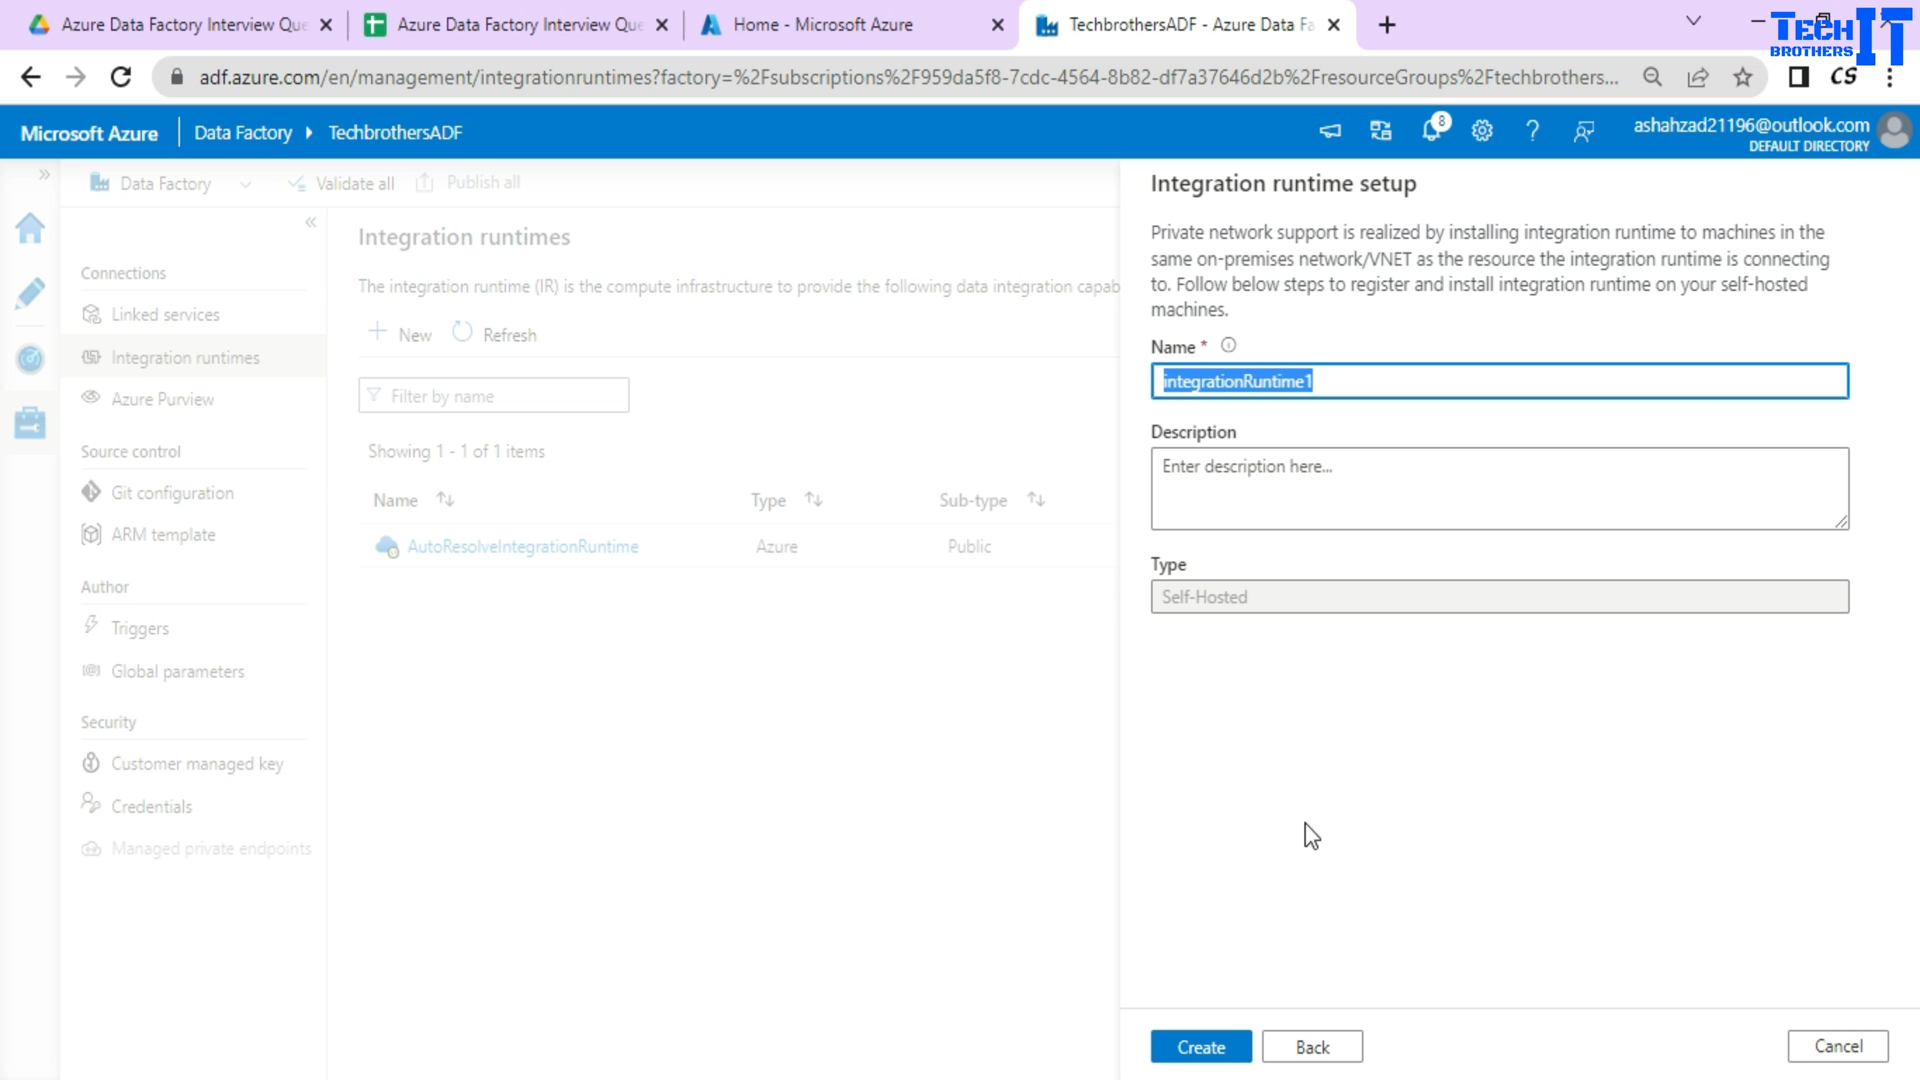 Azure Data Factory Interview Que
Azure Data Factory Interview Que
Home - Microsoft Azure
TechbrothersADF - Azure Data Fa
TECH
BROTHERS
IT
adf.azure.com/en/management/integrationruntimes?factory=%2Fsubscriptions%2F959da5f8-7cdc-4564-8b82-df7a37646d2b%2FresourceGroups%2Ftechbrothers...
CS
Microsoft Azure
Data Factory
TechbrothersADF
8
ashahzad21196@outlook.com
DEFAULT DIRECTORY
Data Factory
Validate all
Publish all
Connections
Linked services
Integration runtimes
Azure Purview
Source control
Git configuration
ARM template
Author
Triggers
Global parameters
Security
Customer managed key
Credentials
Managed private endpoints
Integration runtimes
The integration runtime (IR) is the compute infrastructure to provide the following data integration capab
New
Refresh
Filter by name
Showing 1 - 1 of 1 items
Name
Type
Sub-type
AutoResolveIntegrationRuntime
Azure
Public
Integration runtime setup
Private network support is realized by installing integration runtime to machines in the
same on-premises network/VNET as the resource the integration runtime is connecting
to. Follow below steps to register and install integration runtime on your self-hosted
machines.
Name *
integrationRuntime1
Description
Enter description here...
Type
Self-Hosted
Create
Back
Cancel